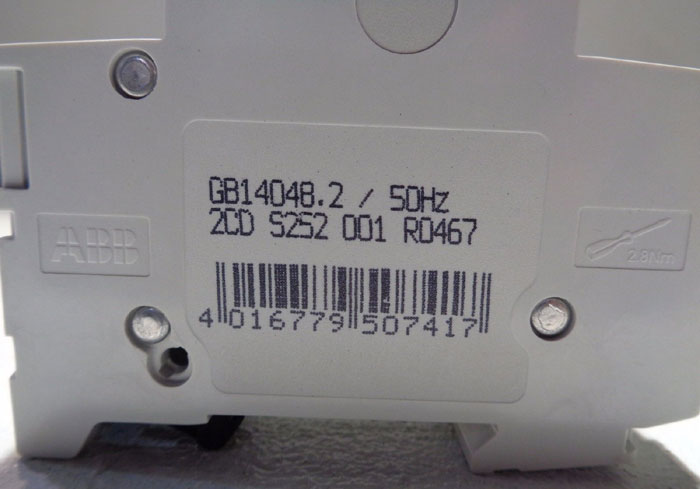 GB14048.2 / 50Hz
2CD S252 001 R0467
ABB
2.8Nm
4 016779 507417